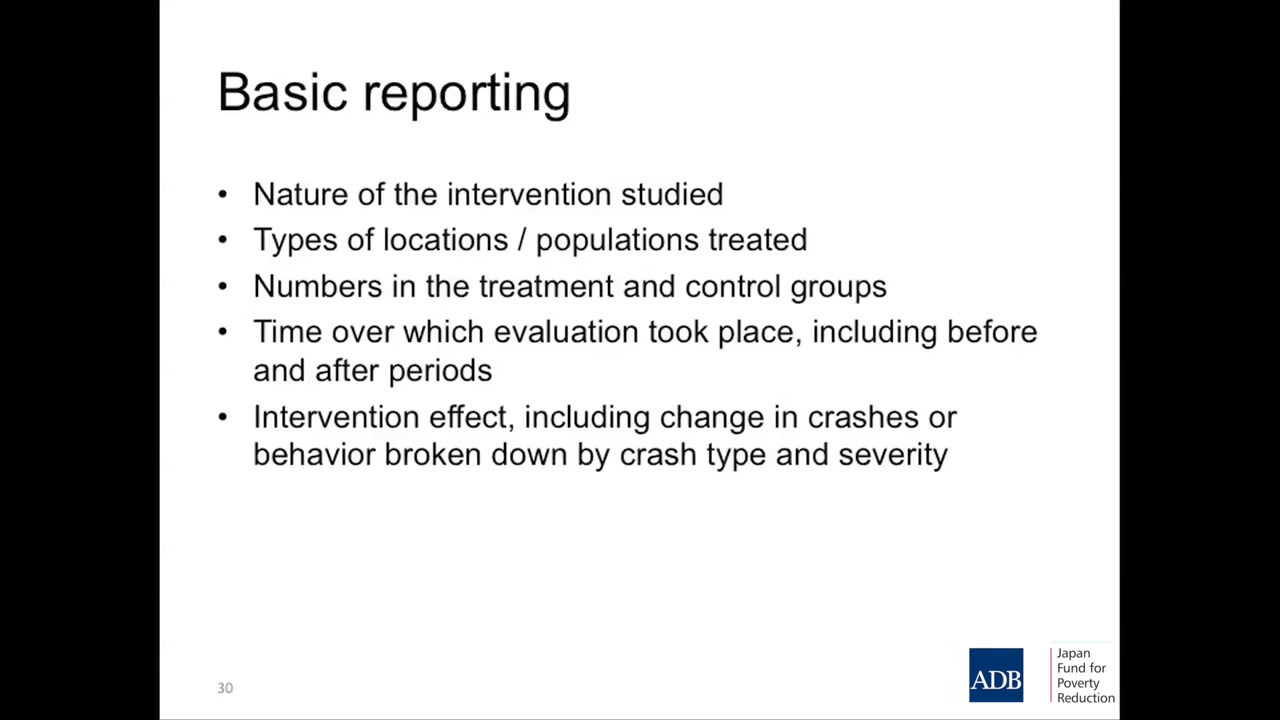 Basic reporting
• Nature of the intervention studied
• Types of locations / populations treated
• Numbers in the treatment and control groups
• Time over which evaluation took place, including before
and after periods
• Intervention effect, including change in crashes or
behavior broken down by crash type and severity
30
ADB
Japan
Fund for
Poverty
Reduction